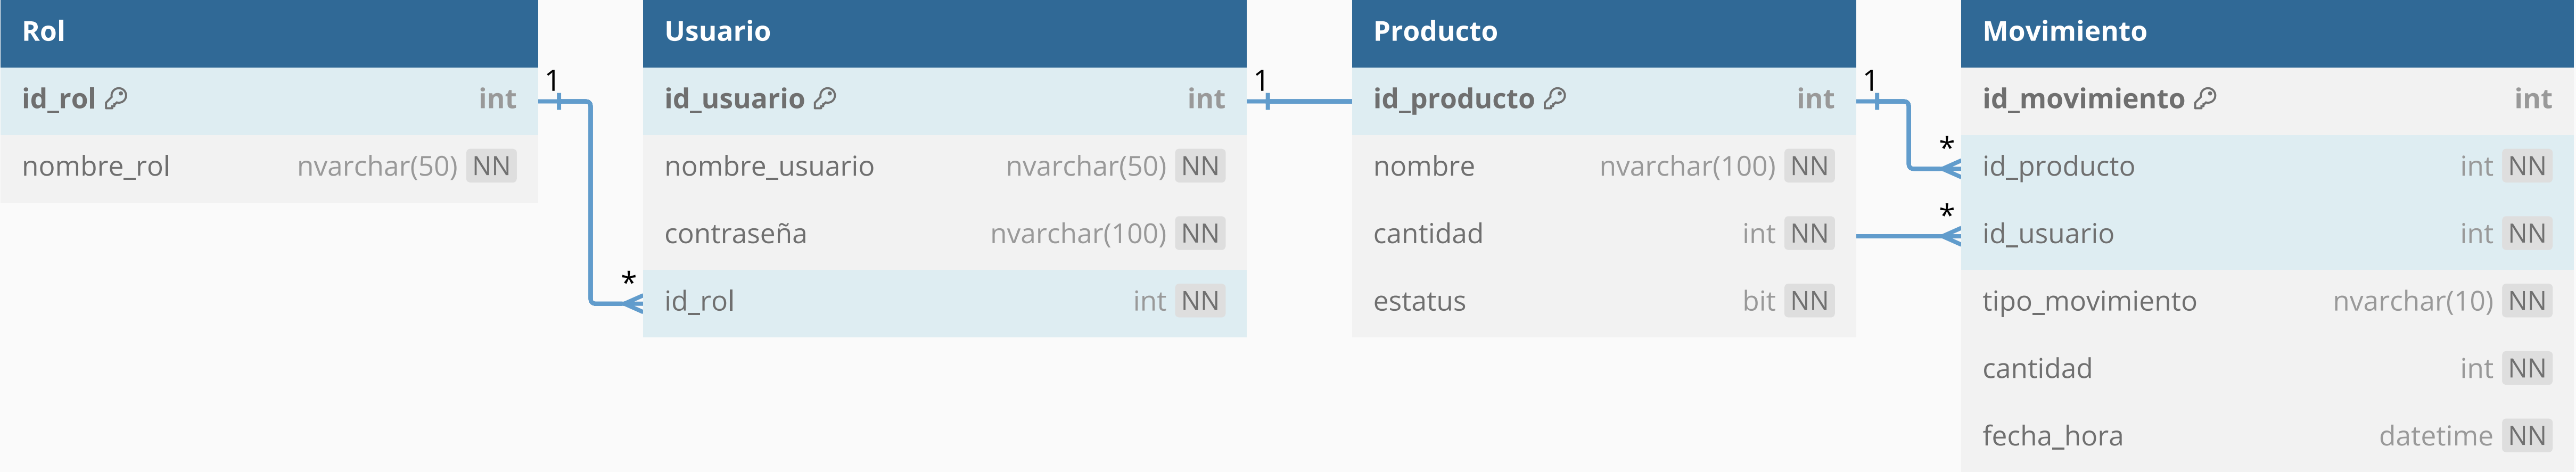 Rol
id_rol int
nombre_rol nvarchar(50) NN
1
*
Usuario
id_usuario int
nombre_usuario nvarchar(50) NN
contraseña nvarchar(100) NN
id_rol int NN
1
Producto
id_producto int
nombre nvarchar(100) NN
cantidad int NN
estatus bit NN
1
*
*
Movimiento
id_movimiento int
id_producto int NN
id_usuario int NN
tipo_movimiento nvarchar(10) NN
cantidad int NN
fecha_hora datetime NN